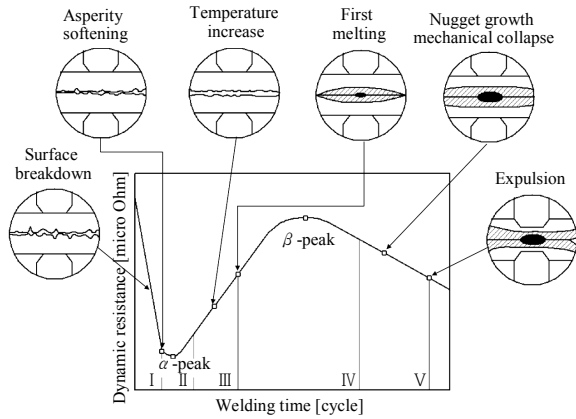 Asperity
softening
Temperature
increase
First
melting
Nugget growth
mechanical collapse
Surface
breakdown
Expulsion
Dynamic resistance [micro Ohm]
β-peak
α-peak
Ⅰ Ⅱ Ⅲ Ⅳ Ⅴ
Welding time [cycle]